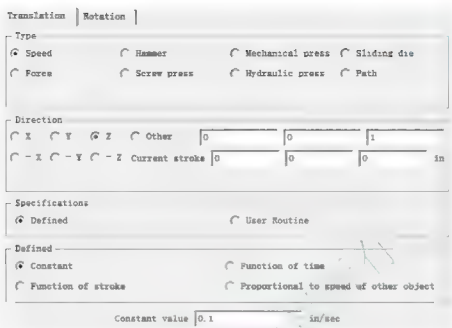 Translation Rotation
Type
Speed Hammer Mechanical press Sliding die
Force Screw press Hydraulic press Path
Direction
X Y Z Other 0 0 1
- X - Y - Z Current stroke 0 0 0 in
Specifications
Defined User Routine
Defined
Constant Function of time
Function of stroke Proportional to speed of other object
Constant value 0.1 in/sec